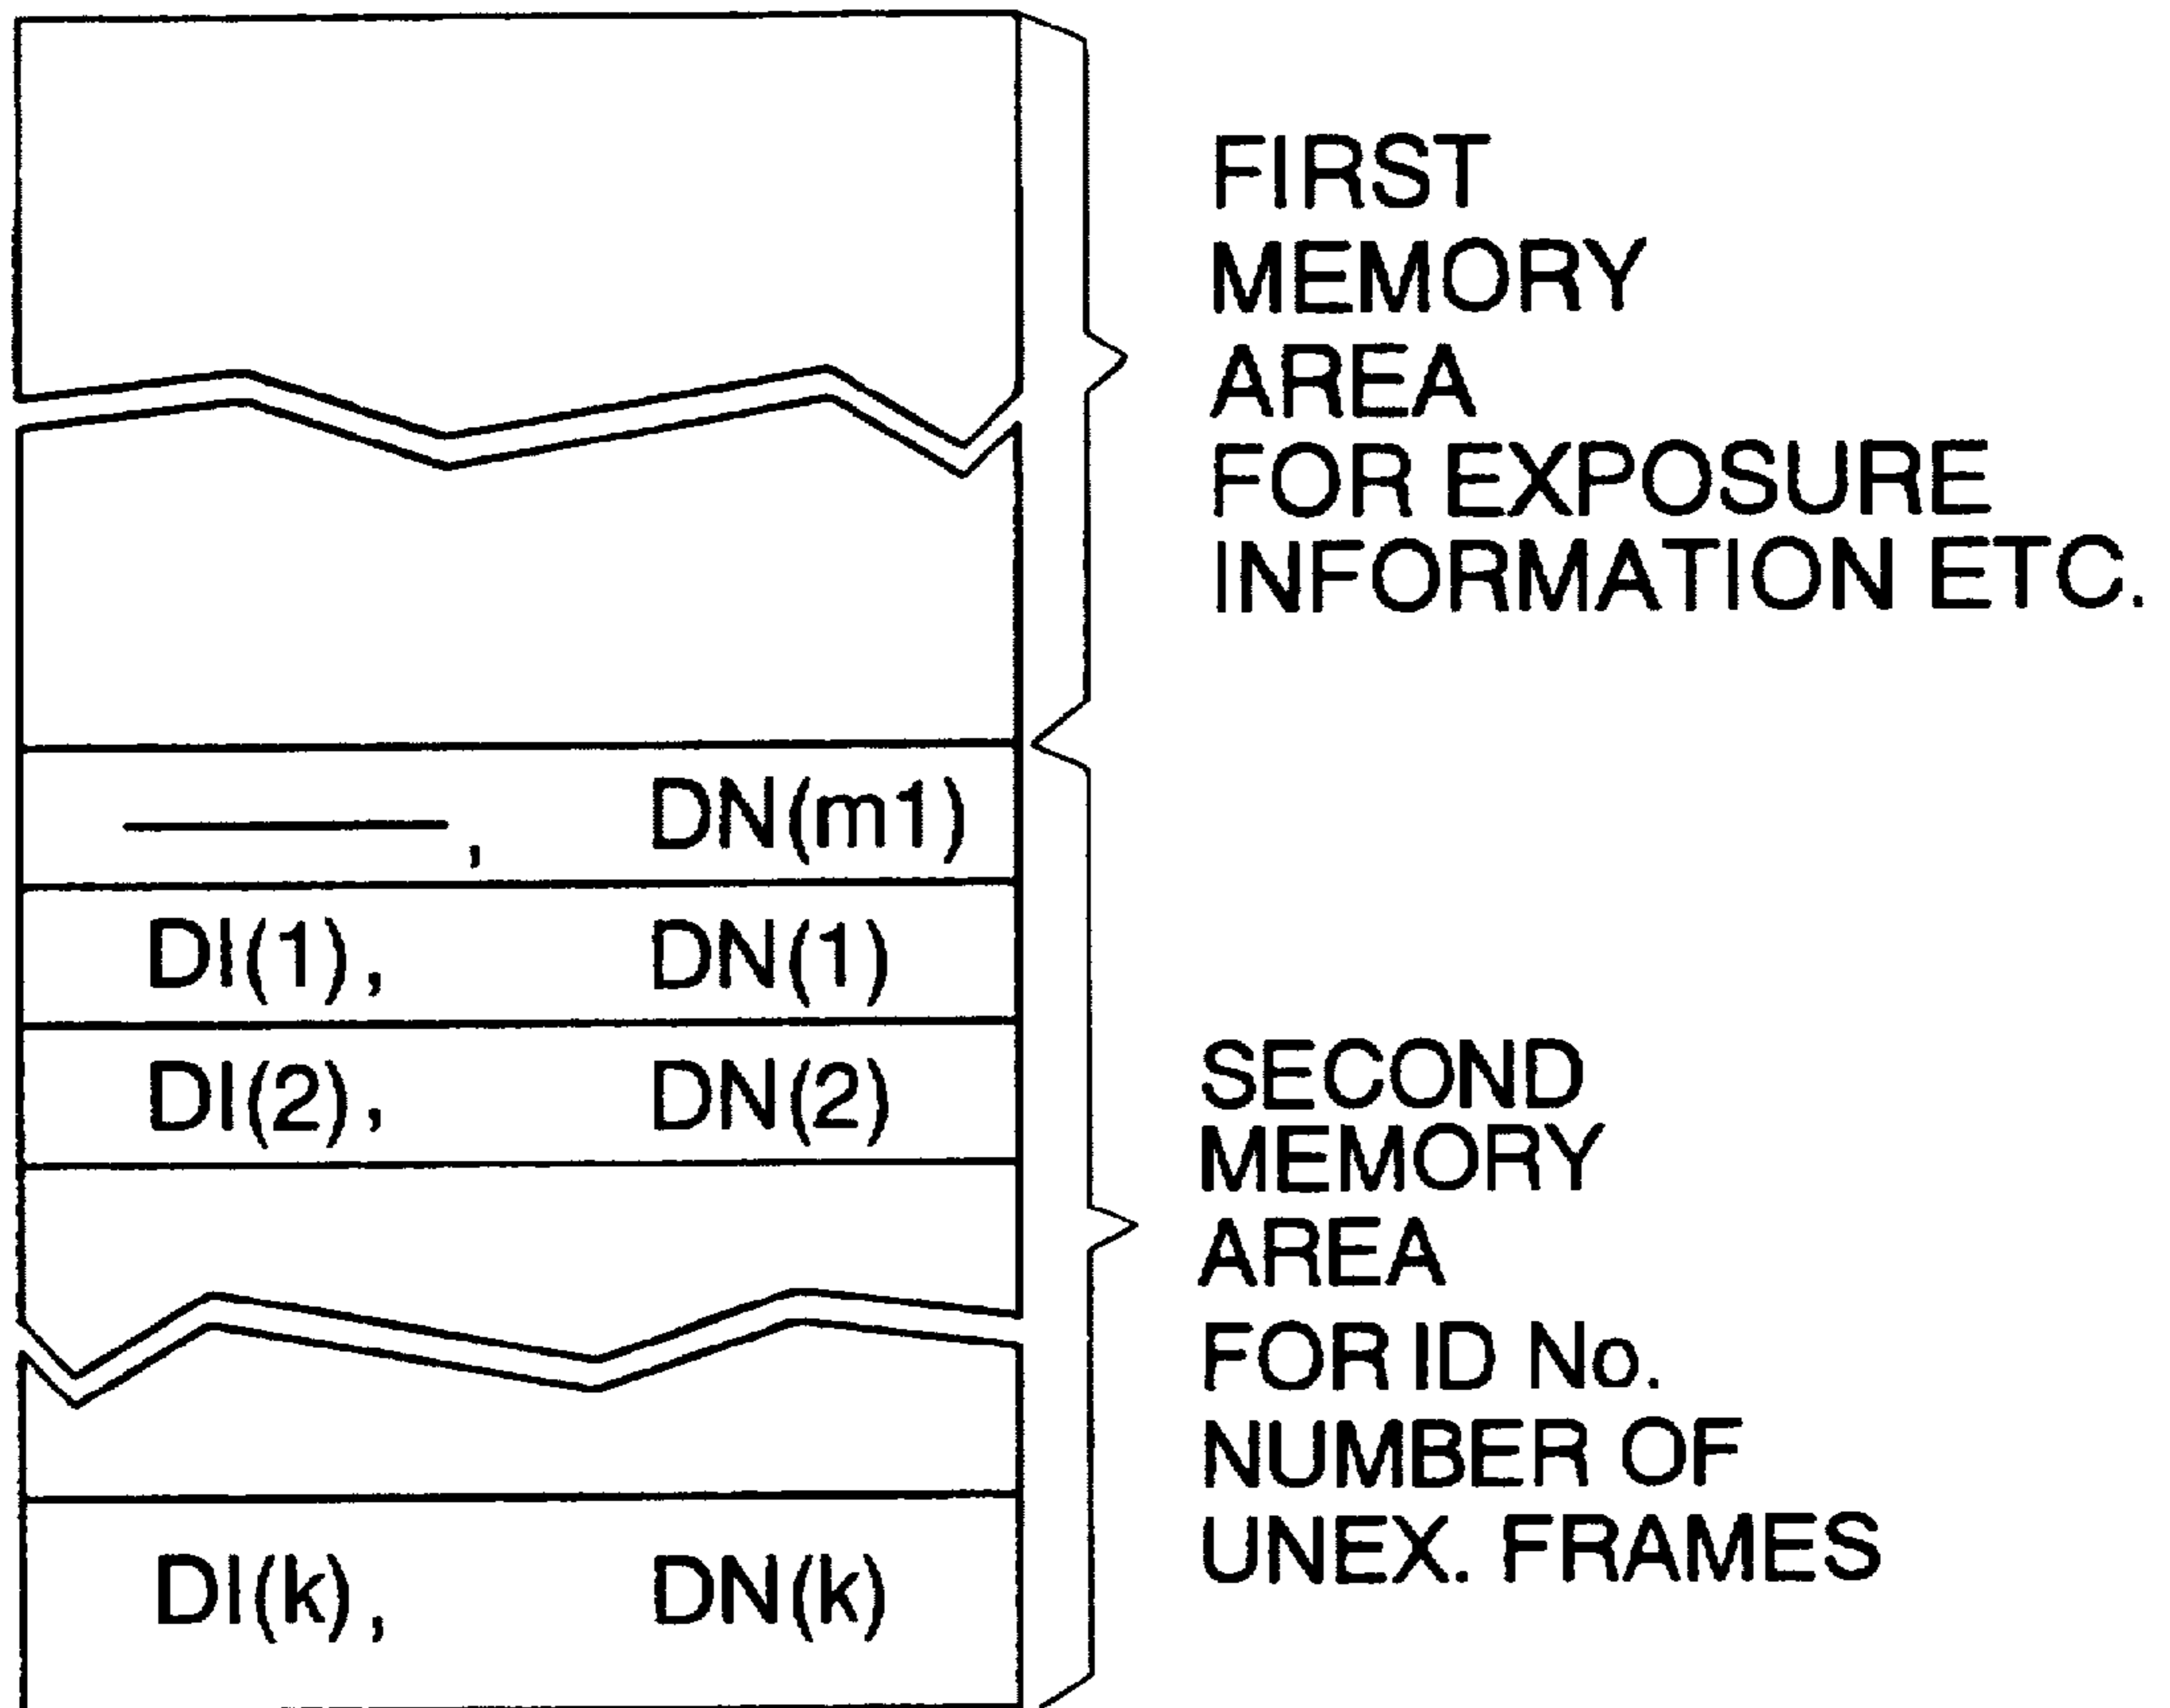 FIRST
MEMORY
AREA
FOR EXPOSURE
INFORMATION ETC.
, DN(m1)
DI(1), DN(1)
DI(2), DN(2)
SECOND
MEMORY
AREA
FOR ID No.
NUMBER OF
UNEX. FRAMES
DI(k), DN(k)